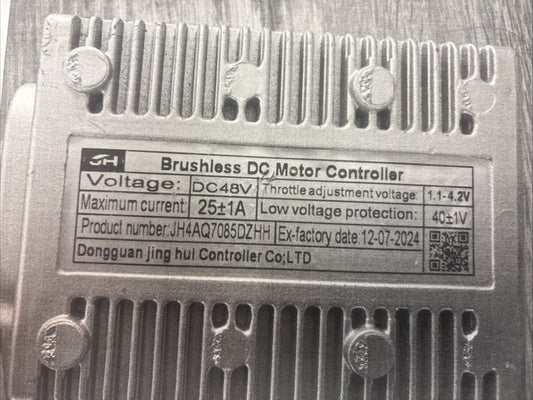 JH Brushless DC Motor Controller
Voltage: DC48V Throttle adjustment voltage: 1.1-4.2V
Maximum current: 25±1A Low voltage protection: 40±1V
Product number: JH4AQ7085DZHH Ex-factory date: 12-07-2024
Dongguan jing hui Controller Co;LTD